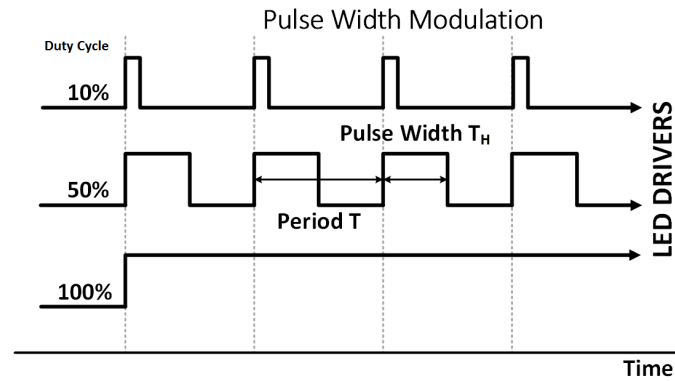 Pulse Width Modulation
Duty Cycle
10%
Pulse Width TH
50%
Period T
100%
LED DRIVERS
Time